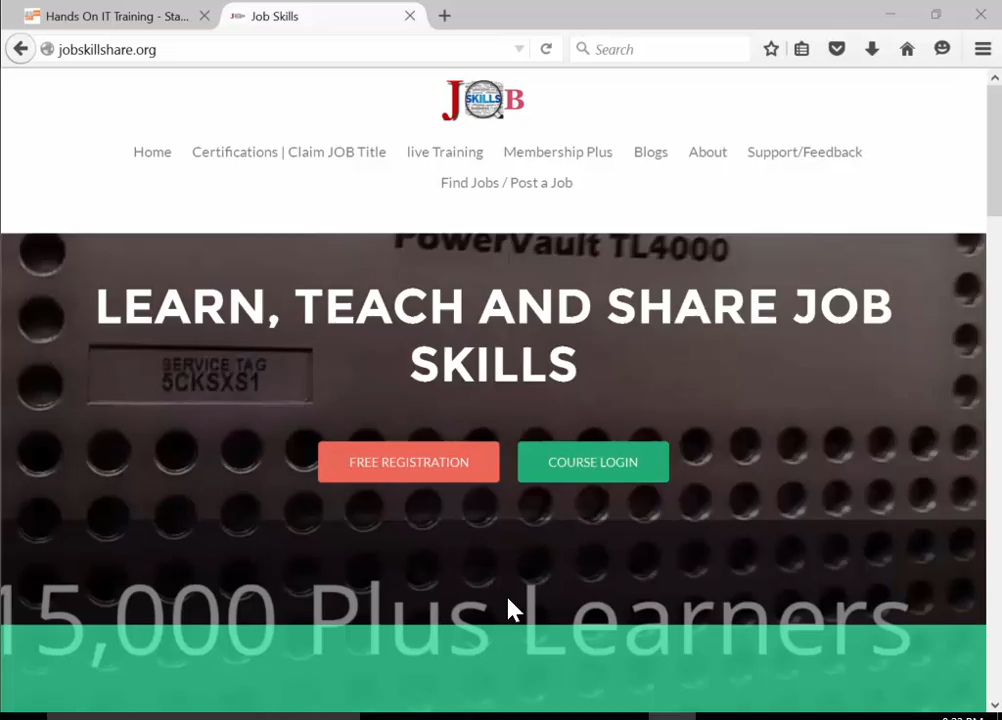 Hands On IT Training - Sta...
Job Skills
jobskillshare.org
Search
JOB
SKILLS
Home Certifications | Claim JOB Title live Training Membership Plus Blogs About Support/Feedback
Find Jobs / Post a Job
PowerVault TL4000
LEARN, TEACH AND SHARE JOB
SKILLS
SERVICE TAG
5CKSXS1
FREE REGISTRATION COURSE LOGIN
15,000 Plus Learners